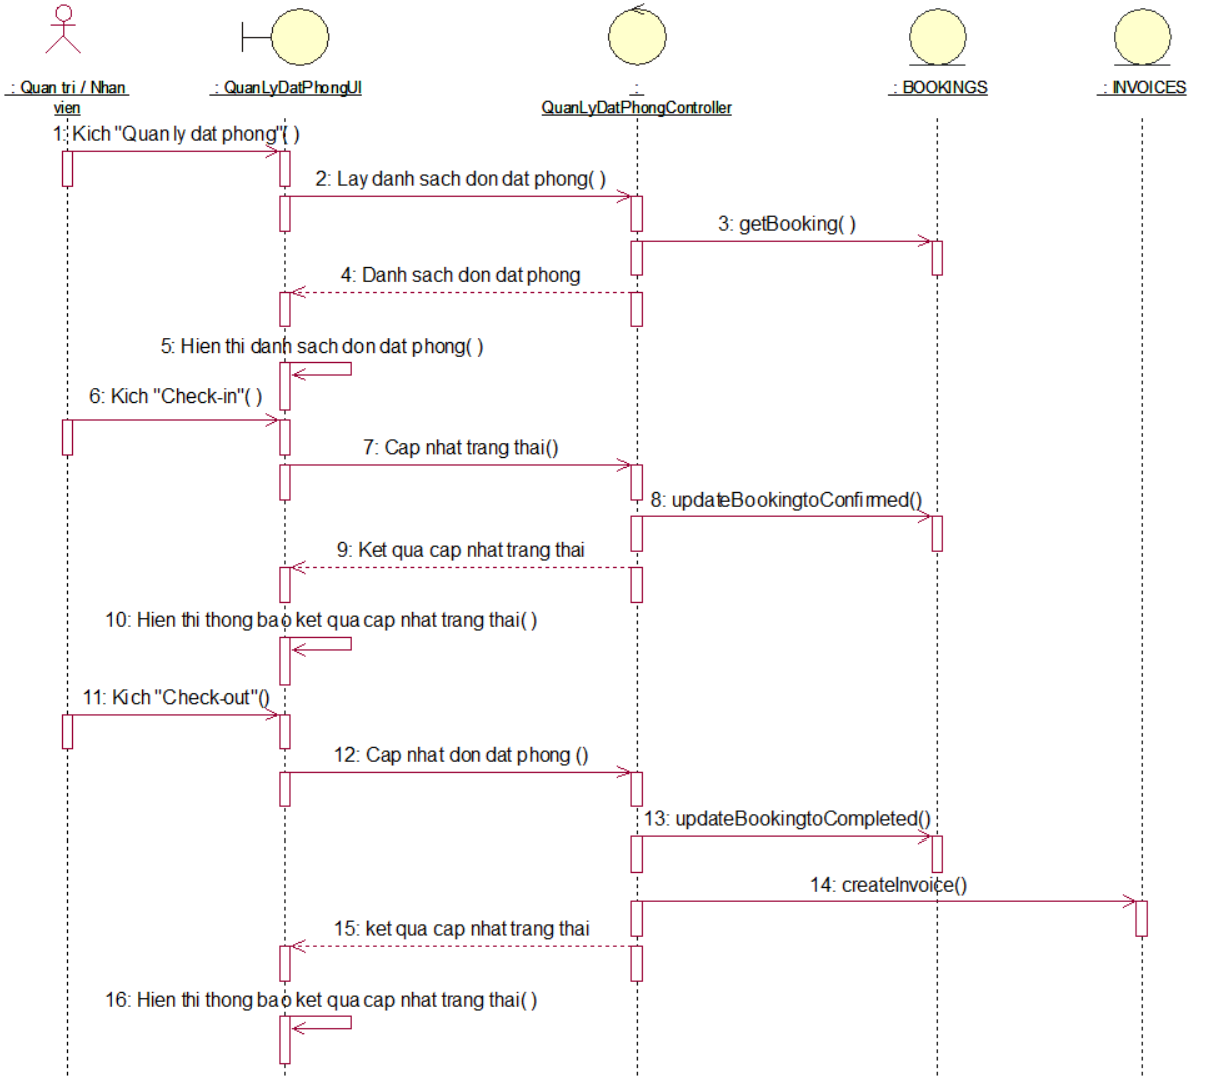 : Quan tri / Nhan
vien
: QuanLyDatPhongUI
:
QuanLyDatPhongController
: BOOKINGS
: INVOICES
1: Kich "Quan ly dat phong"( )
2: Lay danh sach don dat phong( )
3: getBooking( )
4: Danh sach don dat phong
5: Hien thi danh sach don dat phong( )
6: Kich "Check-in"( )
7: Cap nhat trang thai()
8: updateBookingtoConfirmed()
9: Ket qua cap nhat trang thai
10: Hien thi thong bao ket qua cap nhat trang thai( )
11: Kich "Check-out"()
12: Cap nhat don dat phong ()
13: updateBookingtoCompleted()
14: createInvoice()
15: ket qua cap nhat trang thai
16: Hien thi thong bao ket qua cap nhat trang thai( )